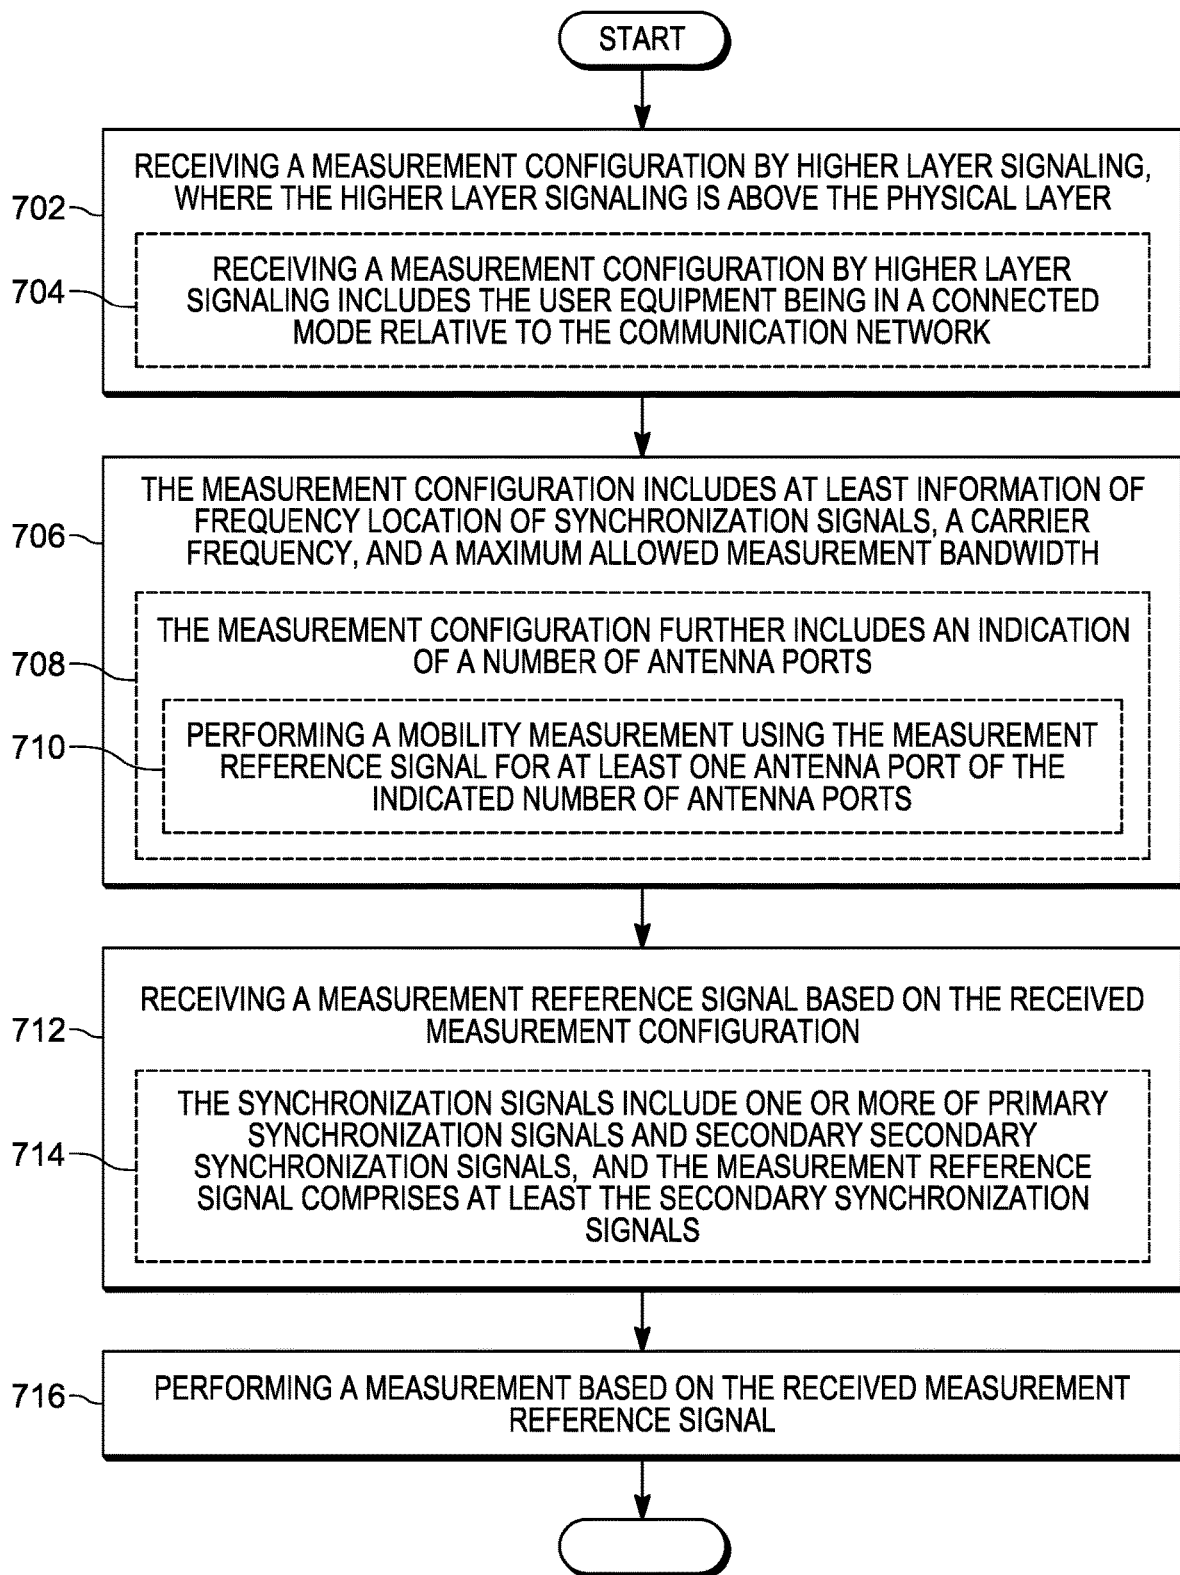 START
RECEIVING A MEASUREMENT CONFIGURATION BY HIGHER LAYER SIGNALING,
WHERE THE HIGHER LAYER SIGNALING IS ABOVE THE PHYSICAL LAYER
702
RECEIVING A MEASUREMENT CONFIGURATION BY HIGHER LAYER
SIGNALING INCLUDES THE USER EQUIPMENT BEING IN A CONNECTED
MODE RELATIVE TO THE COMMUNICATION NETWORK
704
THE MEASUREMENT CONFIGURATION INCLUDES AT LEAST INFORMATION OF
FREQUENCY LOCATION OF SYNCHRONIZATION SIGNALS, A CARRIER
FREQUENCY, AND A MAXIMUM ALLOWED MEASUREMENT BANDWIDTH
706
THE MEASUREMENT CONFIGURATION FURTHER INCLUDES AN INDICATION
OF A NUMBER OF ANTENNA PORTS
708
PERFORMING A MOBILITY MEASUREMENT USING THE MEASUREMENT
REFERENCE SIGNAL FOR AT LEAST ONE ANTENNA PORT OF THE
INDICATED NUMBER OF ANTENNA PORTS
710
RECEIVING A MEASUREMENT REFERENCE SIGNAL BASED ON THE RECEIVED
MEASUREMENT CONFIGURATION
712
THE SYNCHRONIZATION SIGNALS INCLUDE ONE OR MORE OF PRIMARY
SYNCHRONIZATION SIGNALS AND SECONDARY SECONDARY
SYNCHRONIZATION SIGNALS, AND THE MEASUREMENT REFERENCE
SIGNAL COMPRISES AT LEAST THE SECONDARY SYNCHRONIZATION
SIGNALS
714
PERFORMING A MEASUREMENT BASED ON THE RECEIVED MEASUREMENT
REFERENCE SIGNAL
716